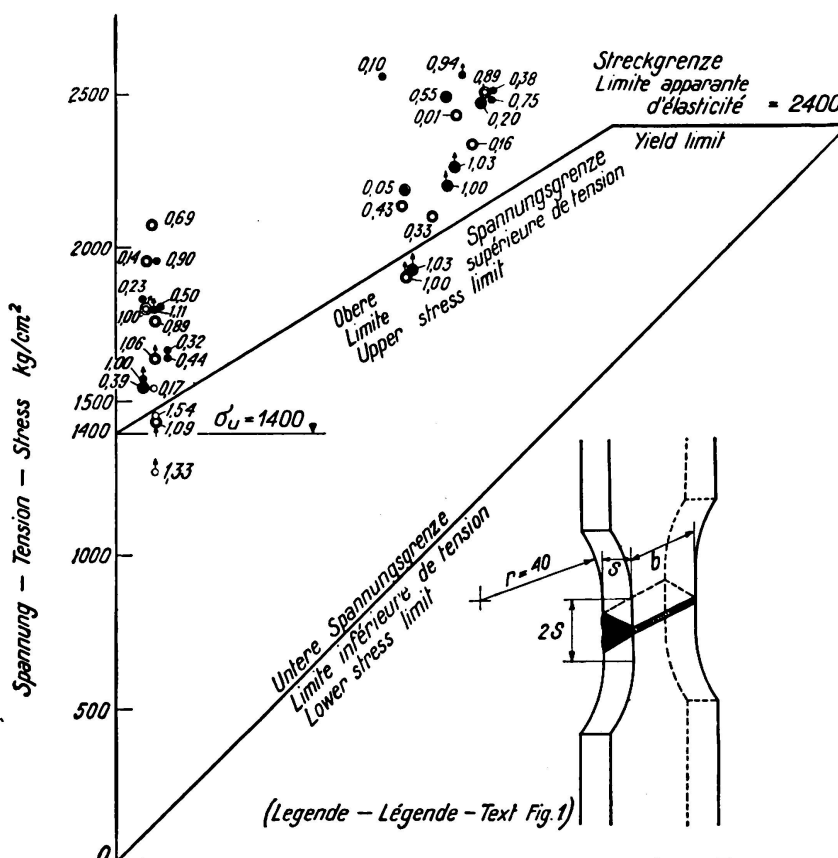 Spannung – Tension – Stress kg/cm²
2500
2000
1500
1400
1000
500
0
0,10
0,94
0,89
0,38
0,55
0,75
0,01
0,20
0,16
1,03
0,05
1,00
0,43
0,33
1,03
1,00
0,69
0,14
0,90
0,23
0,50
1,00
1,11
0,89
1,06
0,32
0,44
1,00
0,39
0,17
1,54
1,09
1,33
σu = 1400
Streckgrenze
Limite apparante
d'élasticité = 2400
Yield limit
Obere Spannungsgrenze
Limite supérieure de tension
Upper stress limit
Untere Spannungsgrenze
Limite inférieure de tension
Lower stress limit
r = 40
s
b
2s
(Legende – Légende – Text Fig. 1)